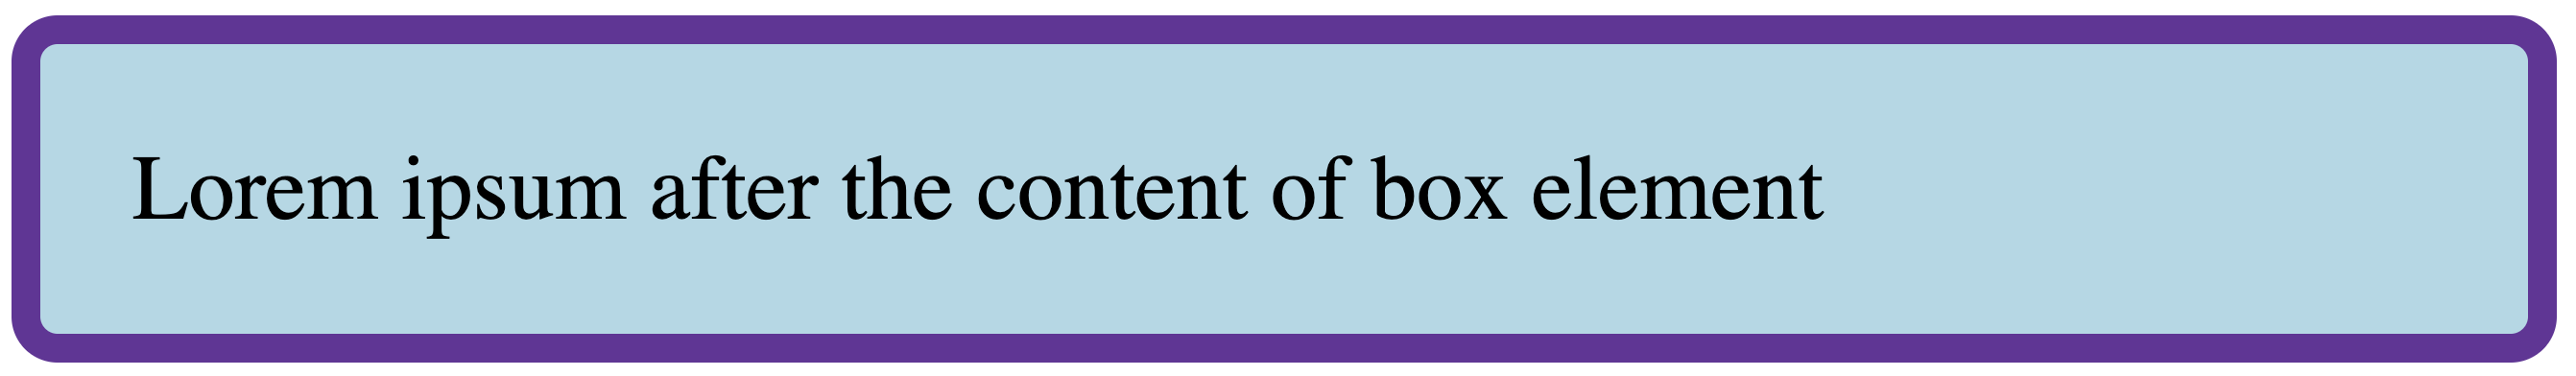 Lorem ipsum after the content of box element